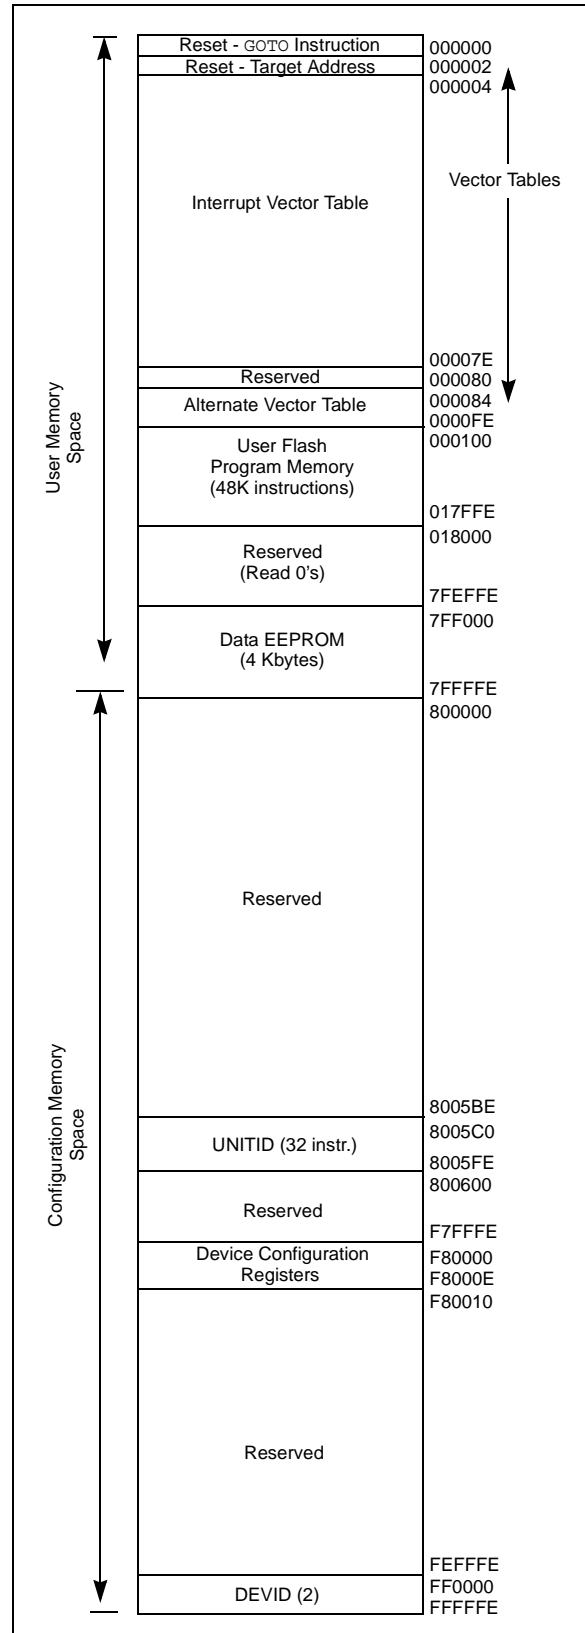 Reset - GOTO Instruction
000000
Reset - Target Address
000002
000004
Vector Tables
Interrupt Vector Table
00007E
Reserved
000080
Alternate Vector Table
000084
0000FE
User Memory
Space
User Flash
Program Memory
(48K instructions)
000100
017FFE
018000
Reserved
(Read 0's)
7FEFFE
7FF000
Data EEPROM
(4 Kbytes)
7FFFFE
800000
Reserved
Configuration Memory
Space
8005BE
8005C0
UNITID (32 instr.)
8005FE
800600
Reserved
F7FFFE
Device Configuration
Registers
F80000
F8000E
F80010
Reserved
FEFFFE
FF0000
DEVID (2)
FFFFFE